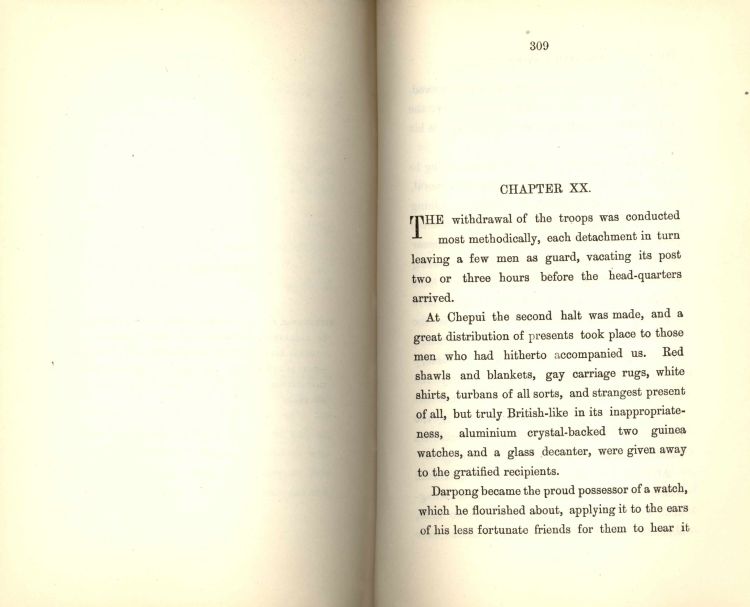 309
CHAPTER XX.
THE withdrawal of the troops was conducted
most methodically, each detachment in turn
leaving a few men as guard, vacating its post
two or three hours before the head-quarters
arrived.
At Chepui the second halt was made, and a
great distribution of presents took place to those
men who had hitherto accompanied us. Red
shawls and blankets, gay carriage rugs, white
shirts, turbans of all sorts, and strangest present
of all, but truly British-like in its inappropriate-
ness, aluminium crystal-backed two guinea
watches, and a glass decanter, were given away
to the gratified recipients.
Darpong became the proud possessor of a watch,
which he flourished about, applying it to the ears
of his less fortunate friends for them to hear it